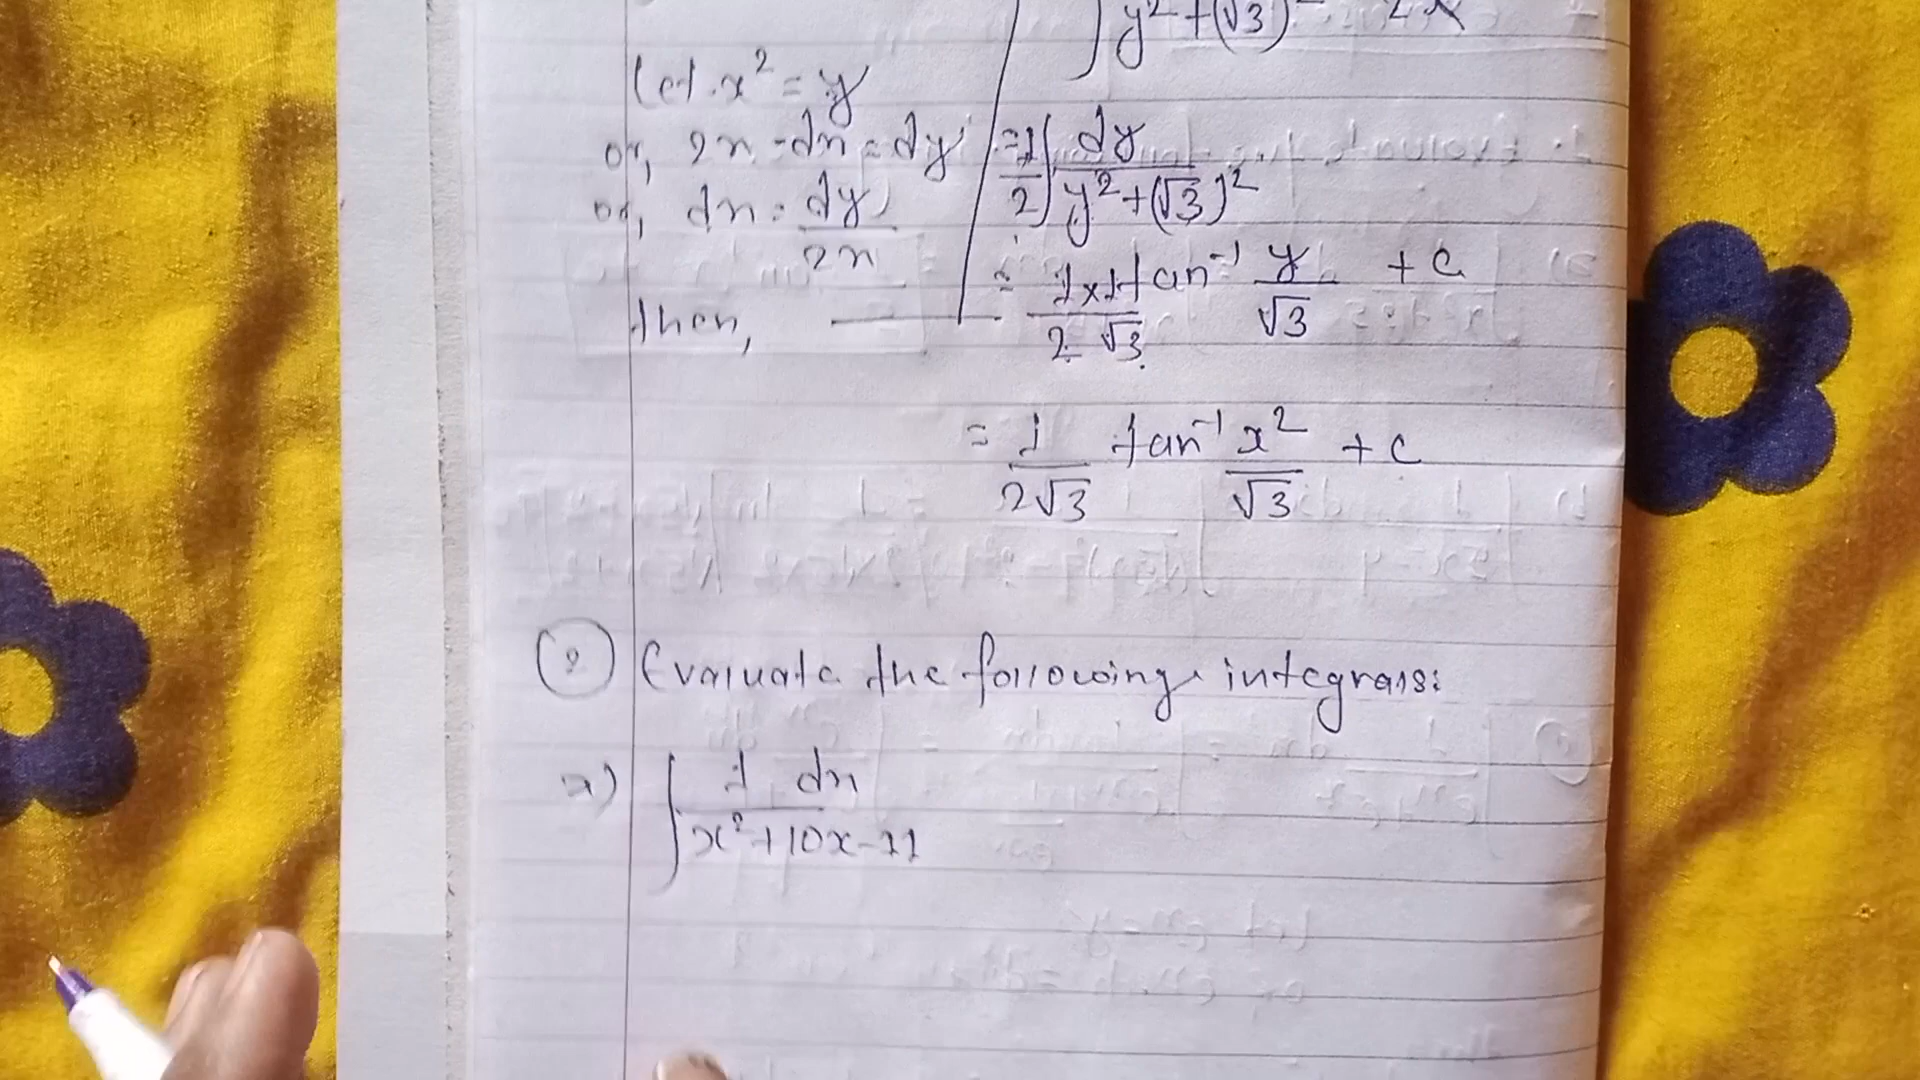 ∫ y² + (√3)² 2x
Let x² = y
or, 2x · dx = dy
or, dx = dy/2x
then,
= 1/2 ∫ dy / y² + (√3)²
= 1×1 / 2 √3 tan⁻¹ y/√3 + c
= 1 / 2√3 tan⁻¹ x²/√3 + c
(2) Evaluate the following integrals:
a) ∫ 1 dx / x² + 10x - 11